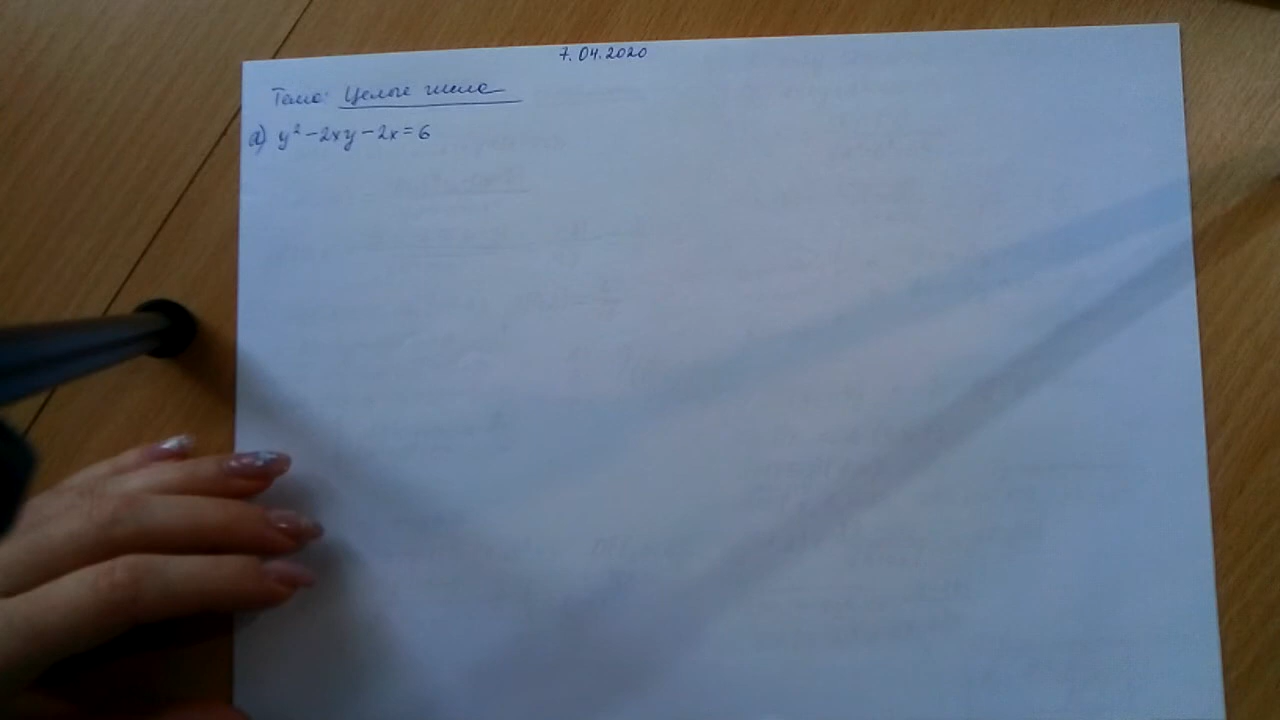 7.04.2020
Тема: Целые числа
а) y² - 2xy - 2x = 6